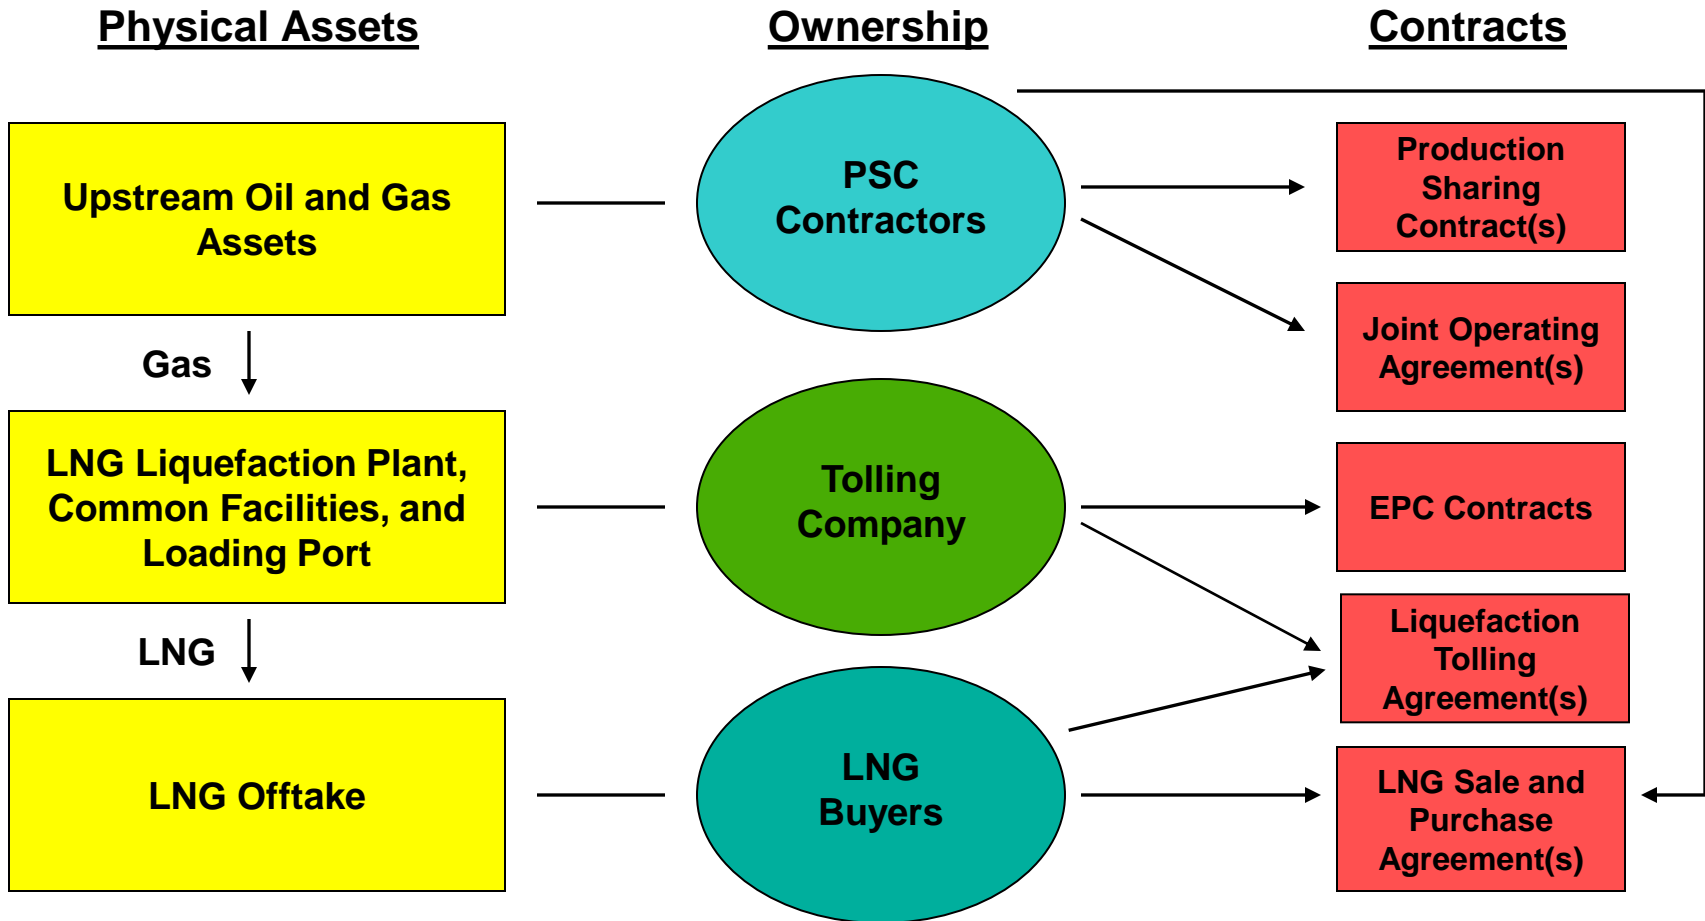 Physical Assets
Ownership
Contracts
Upstream Oil and Gas
Assets
PSC
Contractors
Production
Sharing
Contract(s)
Joint Operating
Agreement(s)
Gas
LNG Liquefaction Plant,
Common Facilities, and
Loading Port
Tolling
Company
EPC Contracts
Liquefaction
Tolling
Agreement(s)
LNG
LNG Offtake
LNG
Buyers
LNG Sale and
Purchase
Agreement(s)